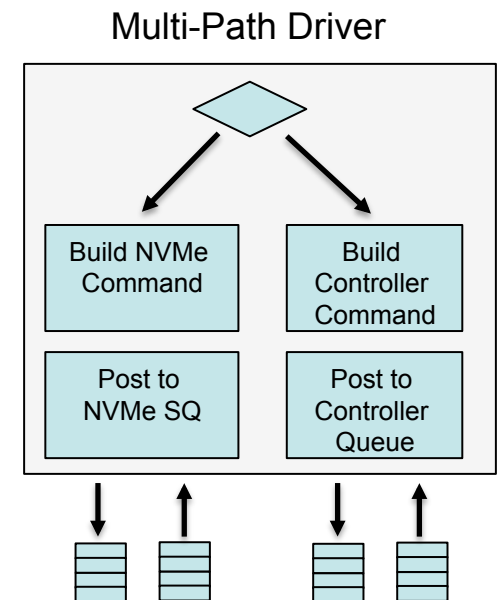 Multi-Path Driver
Build NVMe
Command
Build
Controller
Command
Post to
NVMe SQ
Post to
Controller
Queue